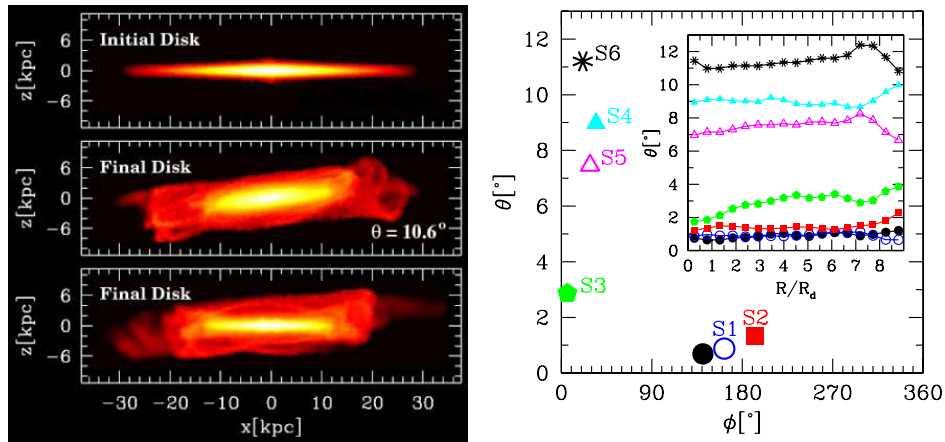 Initial Disk
z[kpc]
6
0
−6
Final Disk
z[kpc]
6
0
−6
θ = 10.6°
Final Disk
z[kpc]
6
0
−6
−30 −20 −10 0 10 20 30
x[kpc]
θ[°]
12
10
8
6
4
2
0
S6
S4
S5
S3
S1
S2
0 90 180 270 360
ϕ[°]
θ[°]
12
10
8
6
4
2
0
0 1 2 3 4 5 6 7 8
R/R_d